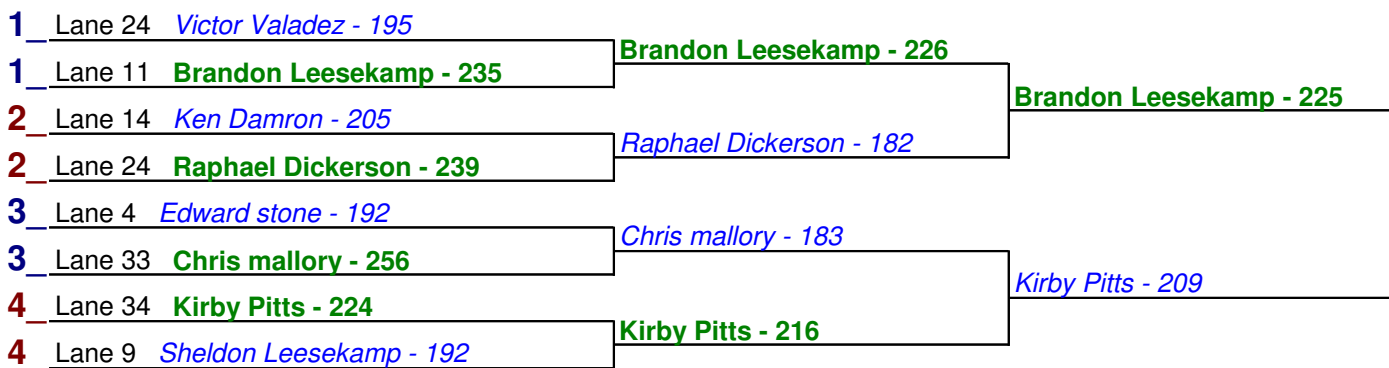 1_ Lane 24 Victor Valadez - 195
Brandon Leesekamp - 226
1_ Lane 11 Brandon Leesekamp - 235
Brandon Leesekamp - 225
2_ Lane 14 Ken Damron - 205
Raphael Dickerson - 182
2_ Lane 24 Raphael Dickerson - 239
3_ Lane 4 Edward stone - 192
Chris mallory - 183
3_ Lane 33 Chris mallory - 256
Kirby Pitts - 209
4_ Lane 34 Kirby Pitts - 224
Kirby Pitts - 216
4 Lane 9 Sheldon Leesekamp - 192